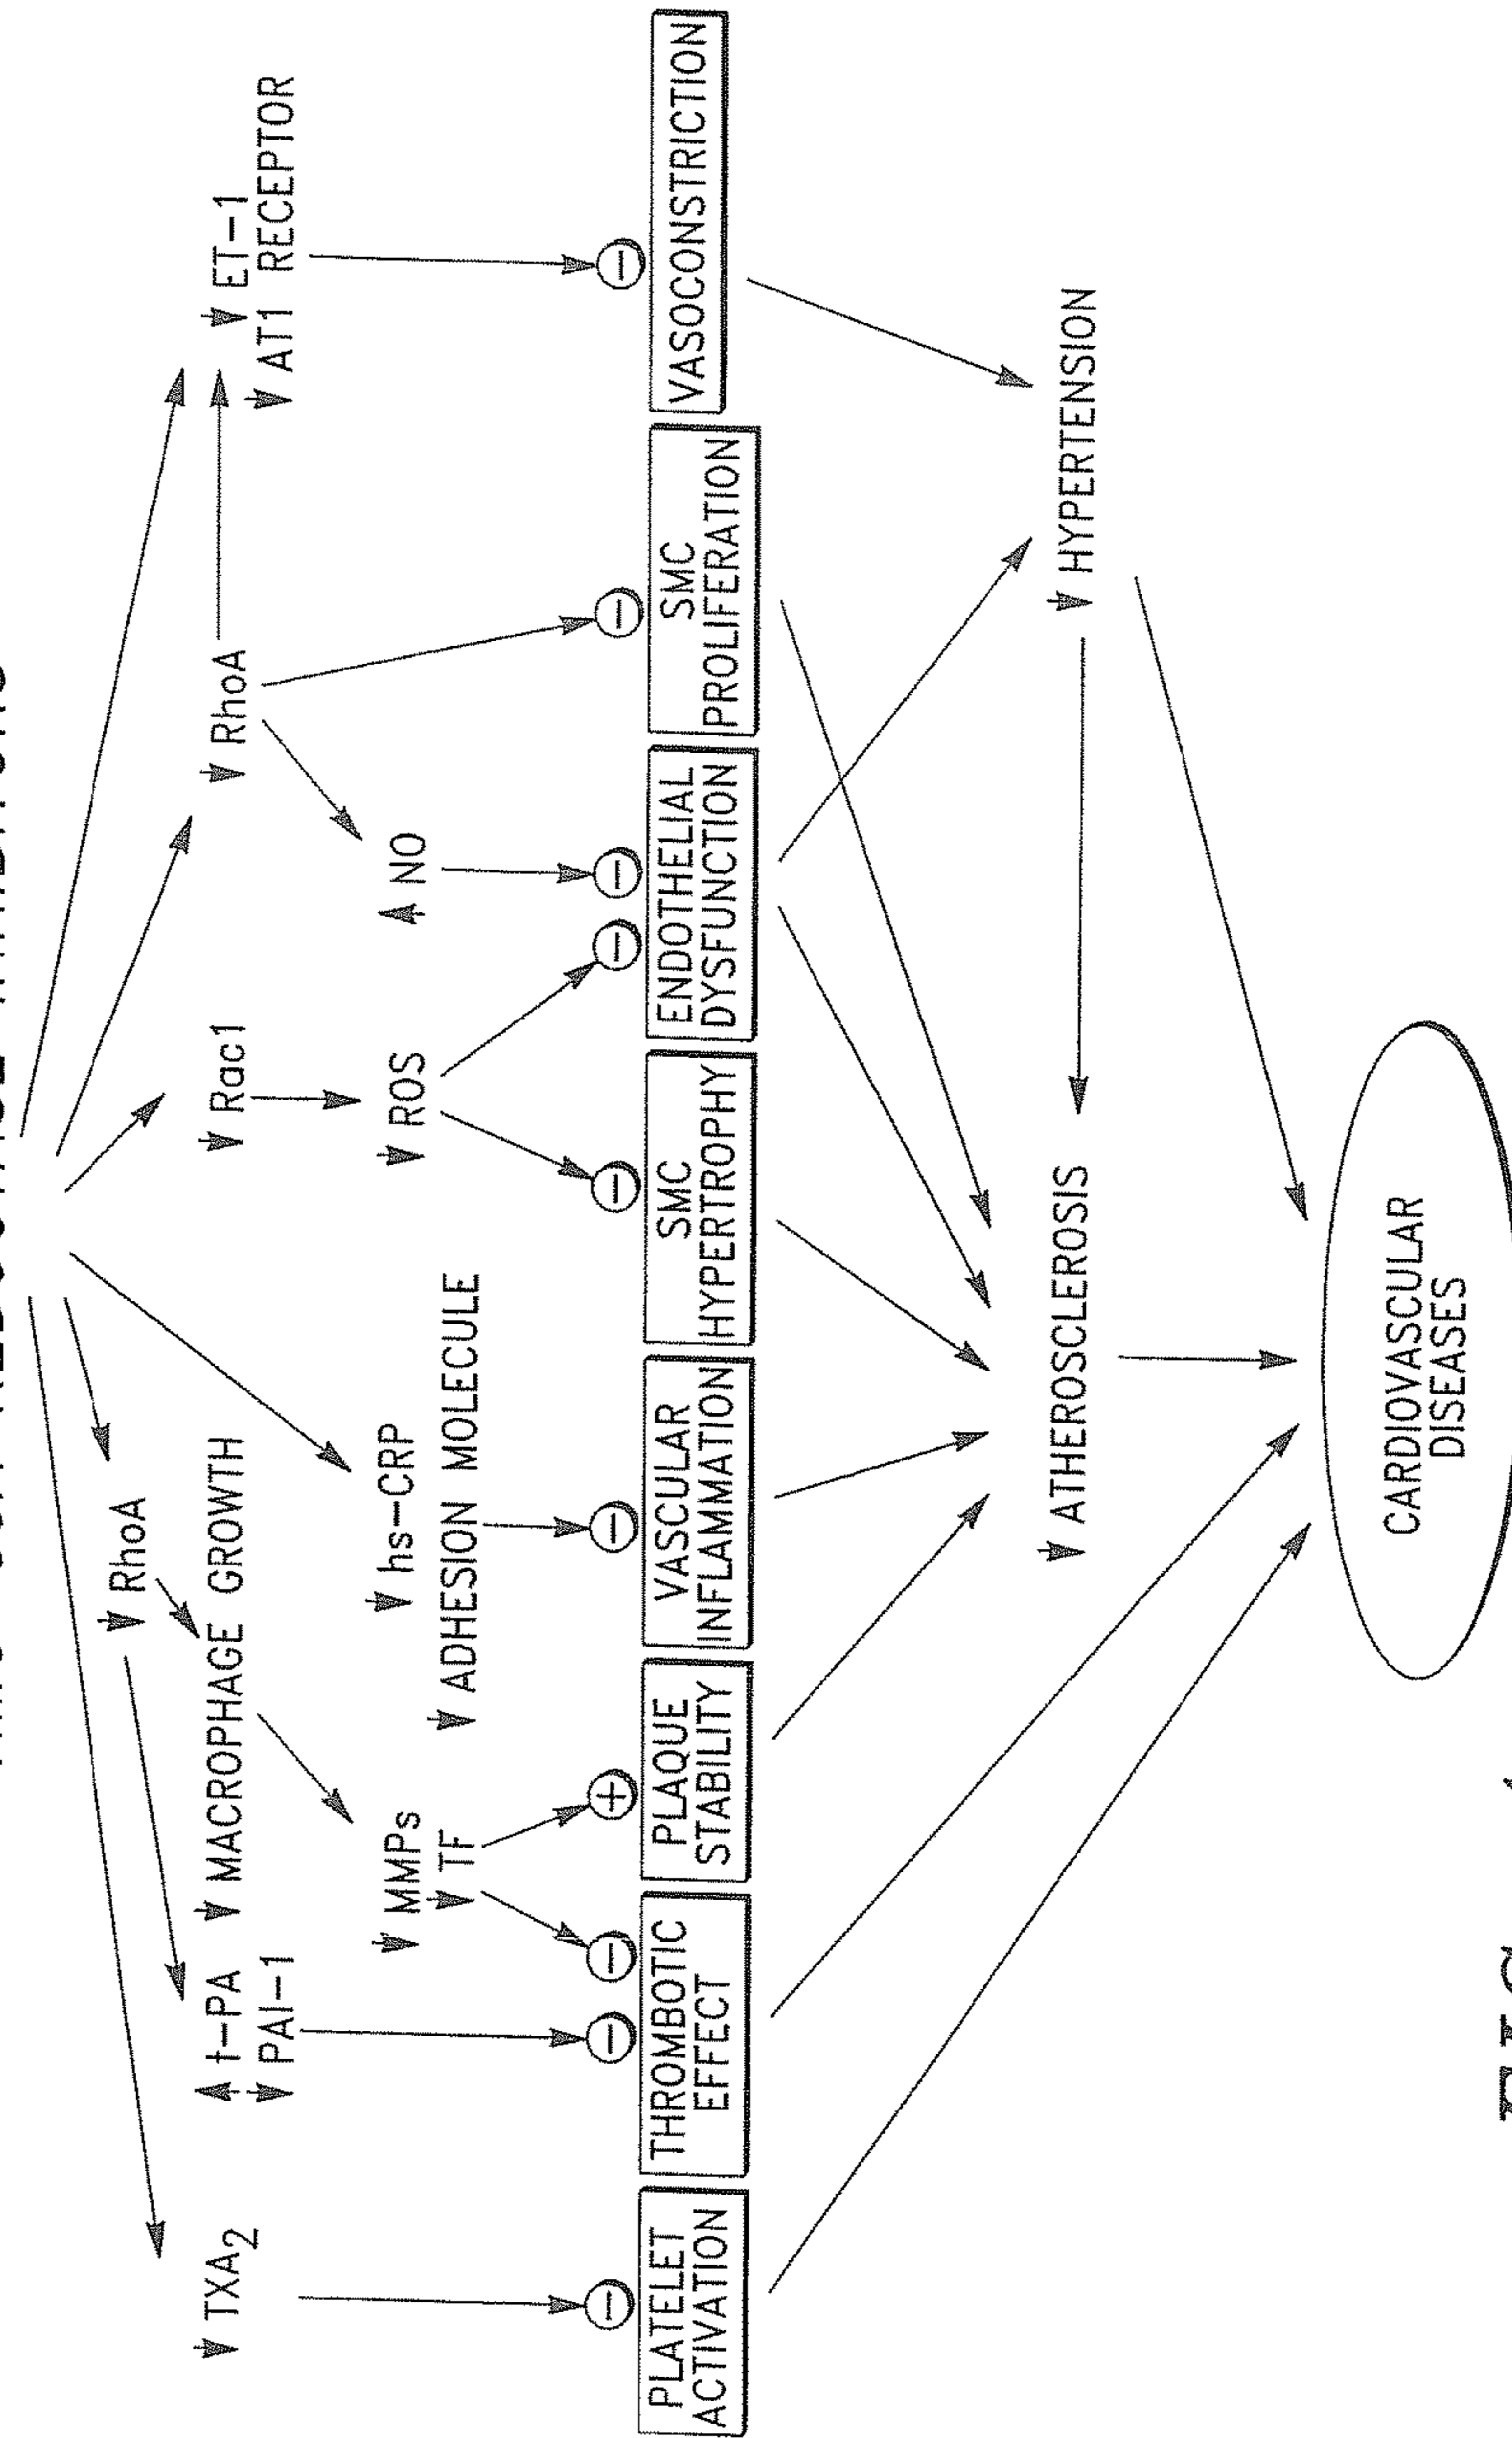 RhoA
TXA2
t-PA
PAI-1
MACROPHAGE GROWTH
Rac1
RhoA
ET-1
AT1 RECEPTOR
MMPs
TF
hs-CRP
ADHESION MOLECULE
ROS
NO
PLATELET
ACTIVATION
THROMBOTIC
EFFECT
PLAQUE
STABILITY
VASCULAR
INFLAMMATION
SMC
HYPERTROPHY
ENDOTHELIAL
DYSFUNCTION
SMC
PROLIFERATION
VASOCONSTRICTION
ATHEROSCLEROSIS
HYPERTENSION
CARDIOVASCULAR
DISEASES